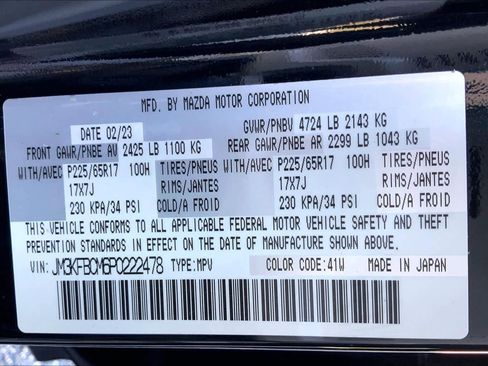 MFD. BY MAZDA MOTOR CORPORATION
DATE 02/23 GVWR/PNBV 4724 LB 2143 KG
FRONT GAWR/PNBE AV 2425 LB 1100 KG REAR GAWR/PNBE AR 2299 LB 1043 KG
WITH/AVEC P225/65R17 100H TIRES/PNEUS WITH/AVEC P225/65R17 100H TIRES/PNEUS
17X7J RIMS/JANTES 17X7J RIMS/JANTES
230 KPA/34 PSI COLD/A FROID 230 KPA/34 PSI COLD/A FROID
THIS VEHICLE CONFORMS TO ALL APPLICABLE FEDERAL MOTOR VEHICLE SAFETY AND THEFT
PREVENTION STANDARDS IN EFFECT ON THE DATE OF MANUFACTURE SHOWN ABOVE.
VIN: JM3KFBCM6P0222478 TYPE:MPV COLOR CODE:41W MADE IN JAPAN